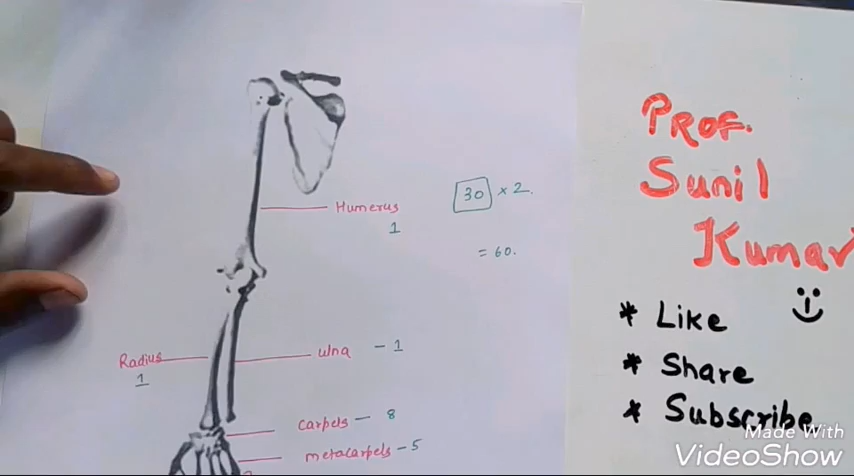 Humerus
1
30 × 2.
= 60.
Radius
1
ulna - 1
carpels - 8
metacarpels - 5
PROF.
Sunil
Kumar
* Like
* Share
* Subscribe
Made With
VideoShow